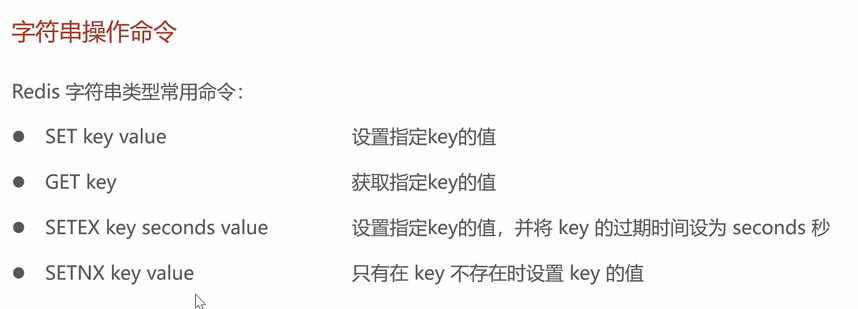 字符串操作命令
Redis 字符串类型常用命令：
● SET key value 设置指定key的值
● GET key 获取指定key的值
● SETEX key seconds value 设置指定key的值，并将 key 的过期时间设为 seconds 秒
● SETNX key value 只有在 key 不存在时设置 key 的值